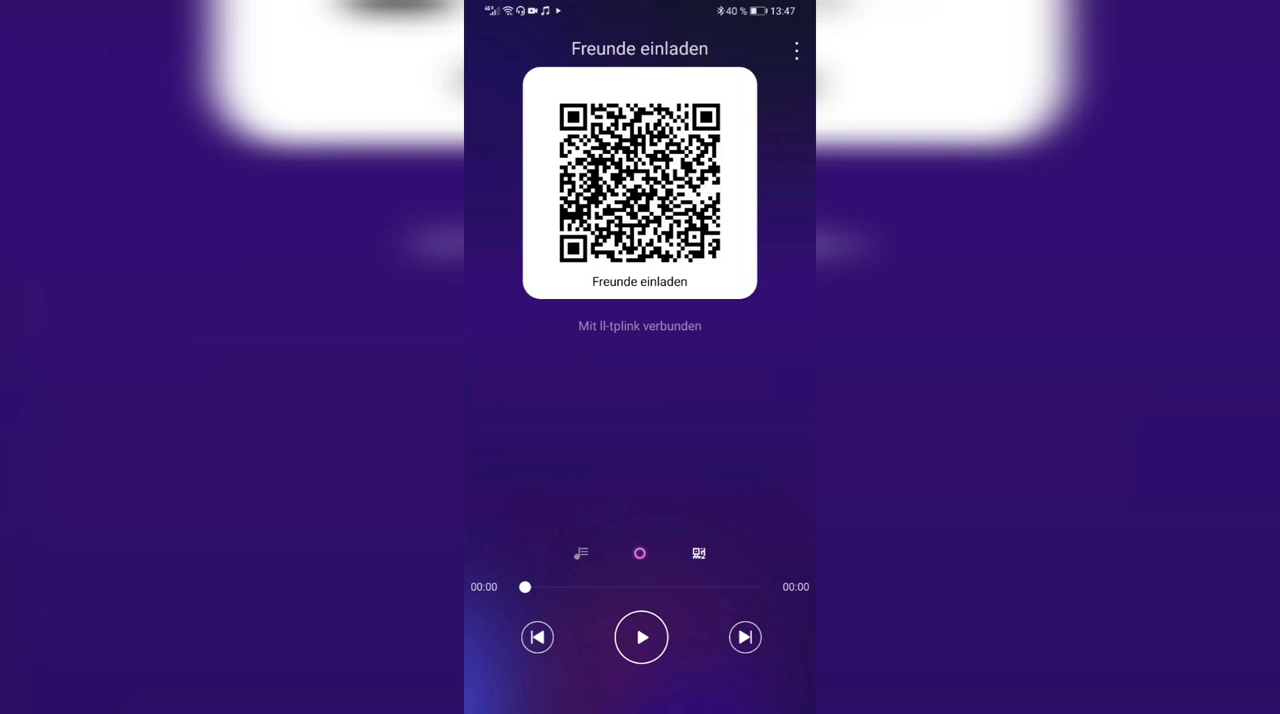 40 % 13:47
Freunde einladen
Freunde einladen
Mit ll-tplink verbunden
00:00 00:00